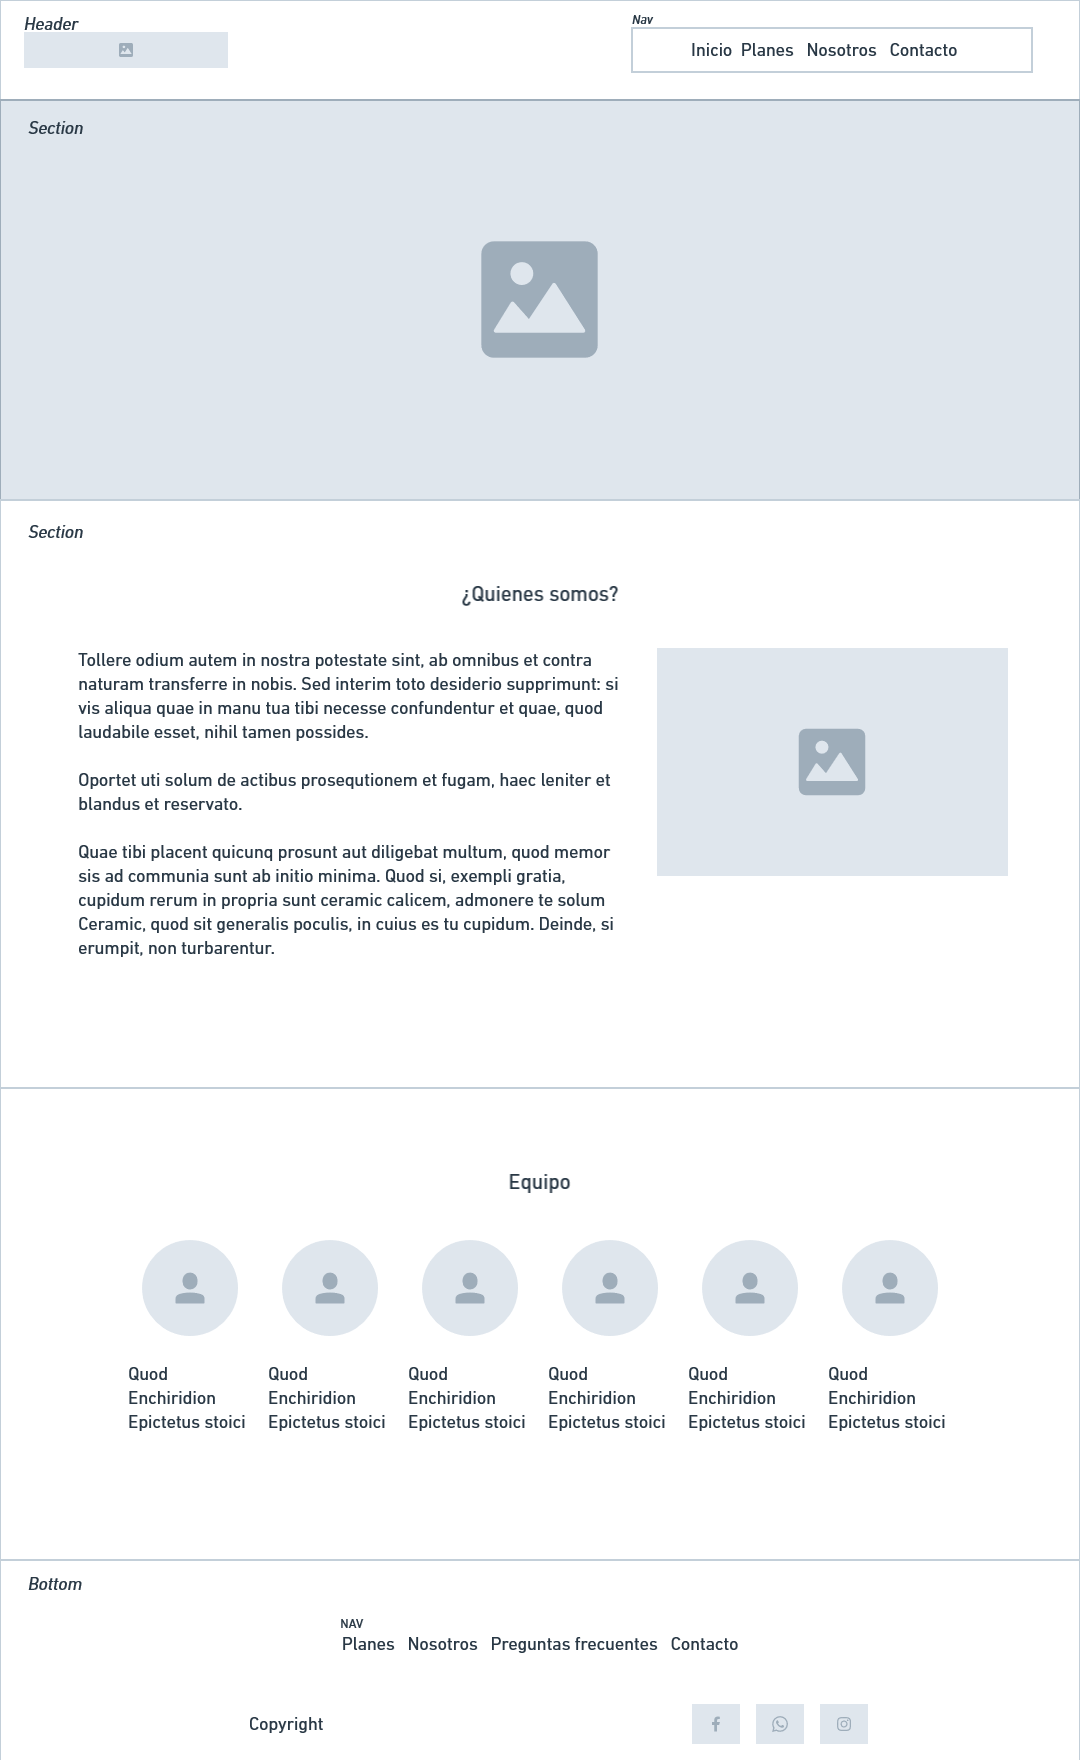 Header
Nav
Inicio Planes Nosotros Contacto
Section
Section
¿Quienes somos?
Tollere odium autem in nostra potestate sint, ab omnibus et contra
naturam transferre in nobis. Sed interim toto desiderio supprimunt: si
vis aliqua quae in manu tua tibi necesse confundentur et quae, quod
laudabile esset, nihil tamen possides.
Oportet uti solum de actibus prosequtionem et fugam, haec leniter et
blandus et reservato.
Quae tibi placent quicunq prosunt aut diligebat multum, quod memor
sis ad communia sunt ab initio minima. Quod si, exempli gratia,
cupidum rerum in propria sunt ceramic calicem, admonere te solum
Ceramic, quod sit generalis poculis, in cuius es tu cupidum. Deinde, si
erumpit, non turbarentur.
Equipo
Quod
Enchiridion
Epictetus stoici
Quod
Enchiridion
Epictetus stoici
Quod
Enchiridion
Epictetus stoici
Quod
Enchiridion
Epictetus stoici
Quod
Enchiridion
Epictetus stoici
Quod
Enchiridion
Epictetus stoici
Bottom
NAV
Planes Nosotros Preguntas frecuentes Contacto
Copyright